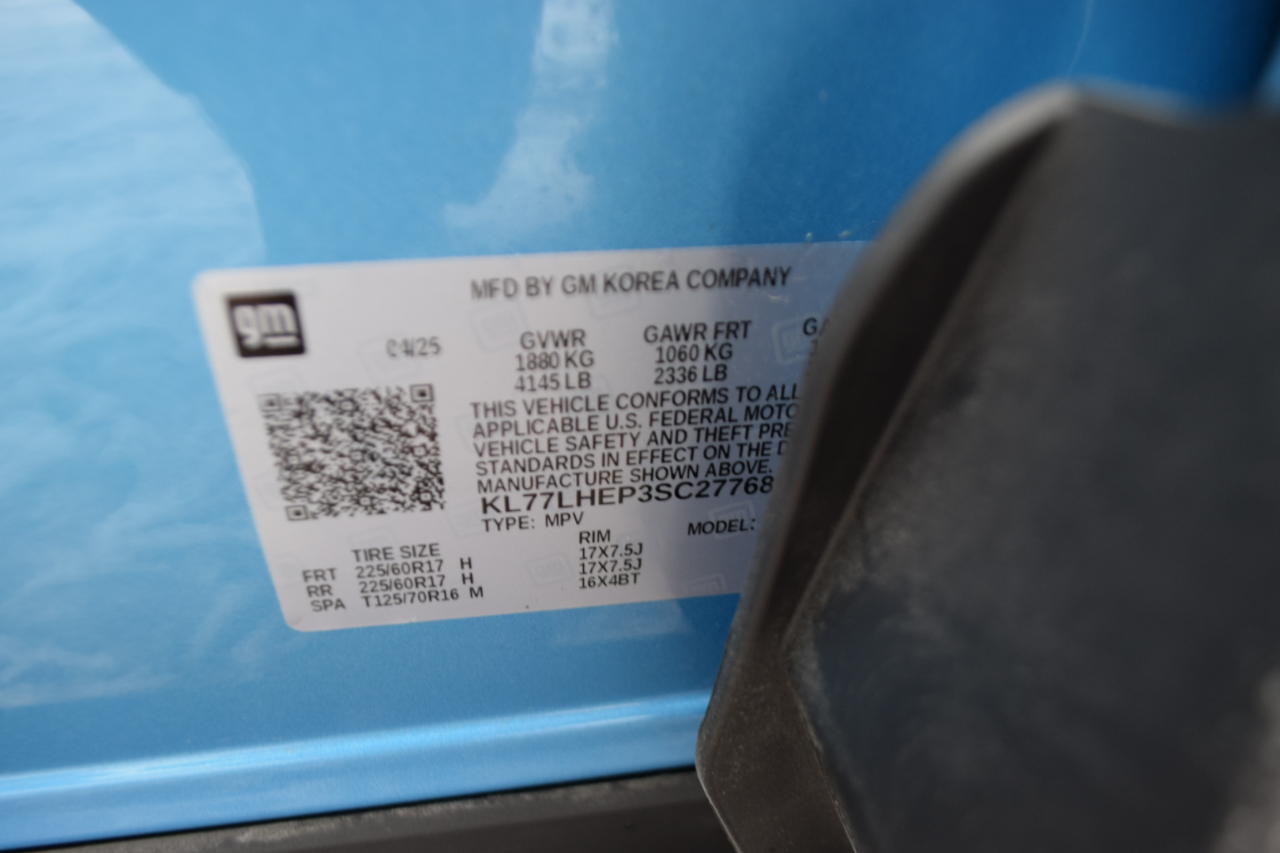 MFD BY GM KOREA COMPANY
gm
04/25
GVWR GAWR FRT
1880 KG 1060 KG
4145 LB 2336 LB
THIS VEHICLE CONFORMS TO ALL
APPLICABLE U.S. FEDERAL
VEHICLE SAFETY AND THEFT
STANDARDS IN EFFECT ON THE
MANUFACTURE SHOWN ABOVE.
KL77LHEP3SC27768
TYPE: MPV MODEL:
TIRE SIZE RIM
FRT 225/60R17 H 17X7.5J
RR 225/60R17 H 17X7.5J
SPA T125/70R16 M 16X4BT